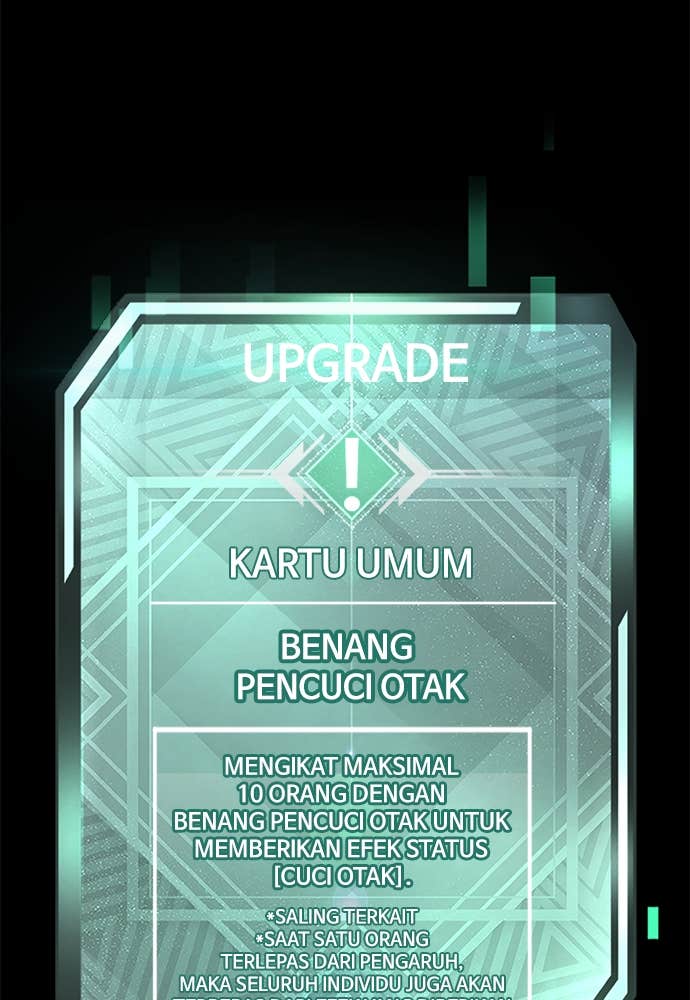 UPGRADE
!
KARTU UMUM
BENANG
PENCUCI OTAK
MENGIKAT MAKSIMAL
10 ORANG DENGAN
BENANG PENCUCI OTAK UNTUK
MEMBERIKAN EFEK STATUS
[CUCI OTAK].
*SALING TERKAIT
*SAAT SATU ORANG
TERLEPAS DARI PENGARUH,
MAKA SELURUH INDIVIDU JUGA AKAN